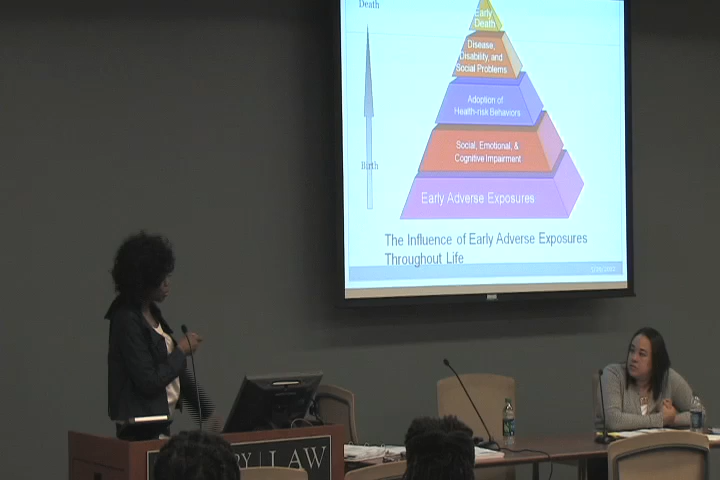 Death
Early
Death
Disease,
Disability, and
Social Problems
Adoption of
Health-risk Behaviors
Birth
Social, Emotional, &
Cognitive Impairment
Early Adverse Exposures
The Influence of Early Adverse Exposures
Throughout Life
LAW